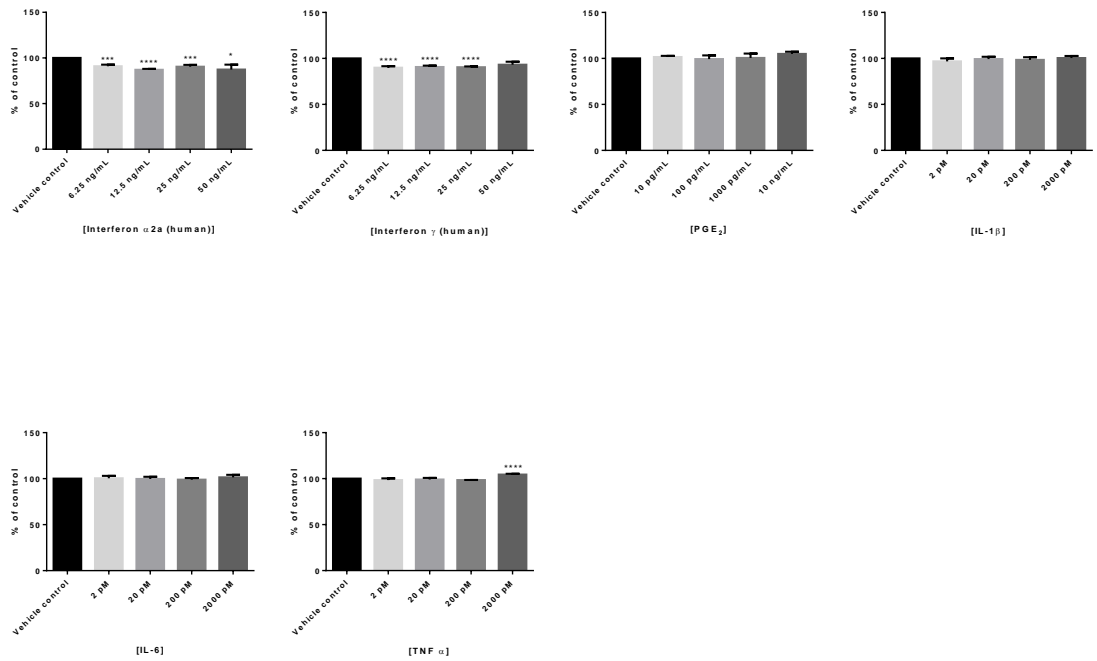 150
100
50
0
% of control
*** **** *** *
Vehicle control
6.25 ng/mL
12.5 ng/mL
25 ng/mL
50 ng/mL
[Interferon α2a (human)]
150
100
50
0
% of control
**** **** ****
Vehicle control
6.25 ng/mL
12.5 ng/mL
25 ng/mL
50 ng/mL
[Interferon γ (human)]
150
100
50
0
% of control
Vehicle control
10 pg/mL
100 pg/mL
1000 pg/mL
10 ng/mL
[PGE₂]
150
100
50
0
% of control
Vehicle control
2 pM
20 pM
200 pM
2000 pM
[IL-1β]
150
100
50
0
% of control
Vehicle control
2 pM
20 pM
200 pM
2000 pM
[IL-6]
150
100
50
0
% of control
****
Vehicle control
2 pM
20 pM
200 pM
2000 pM
[TNF α]